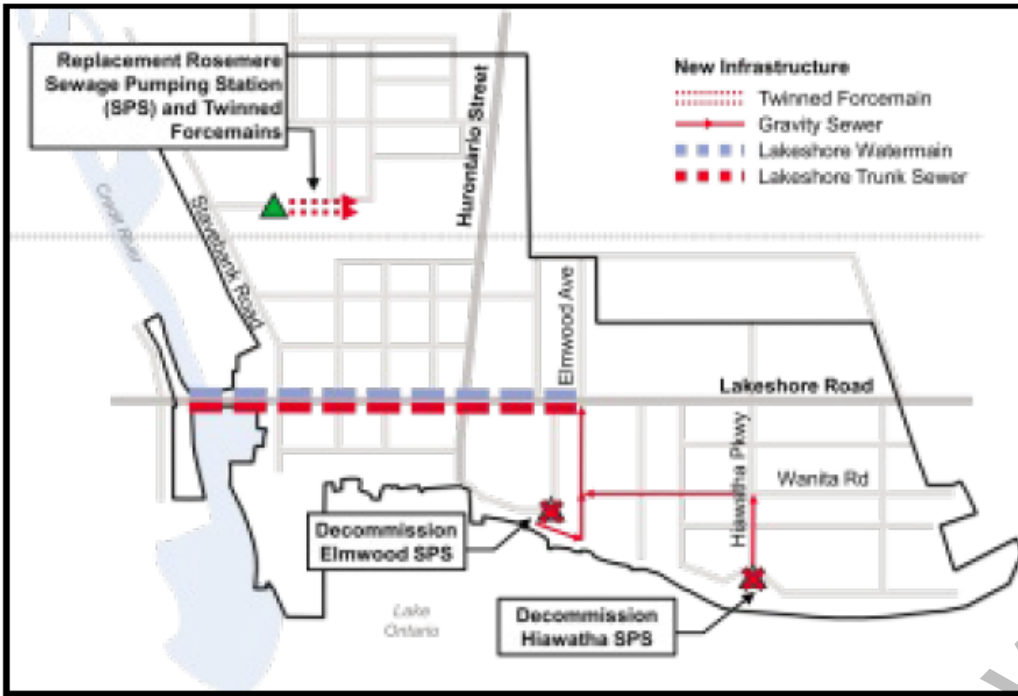 Replacement Rosemere
Sewage Pumping Station
(SPS) and Twinned
Forcemains
New Infrastructure
Twinned Forcemain
Gravity Sewer
Lakeshore Watermain
Lakeshore Trunk Sewer
Hurontario Street
Credit River
Stavebank Road
Elmwood Ave
Lakeshore Road
Hiawatha Pkwy
Wanita Rd
Decommission
Elmwood SPS
Lake
Ontario
Decommission
Hiawatha SPS